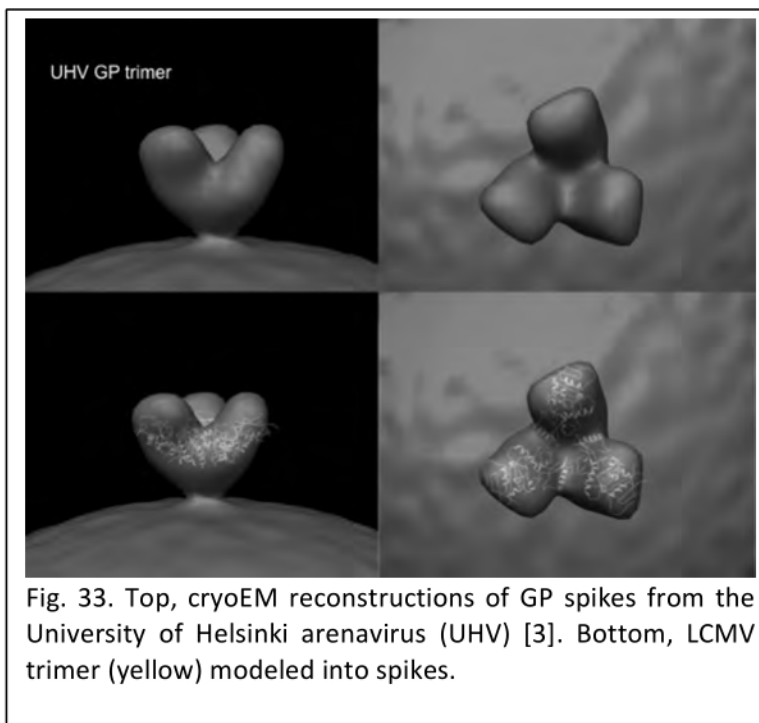 UHV GP trimer
Fig. 33. Top, cryoEM reconstructions of GP spikes from the
University of Helsinki arenavirus (UHV) [3]. Bottom, LCMV
trimer (yellow) modeled into spikes.